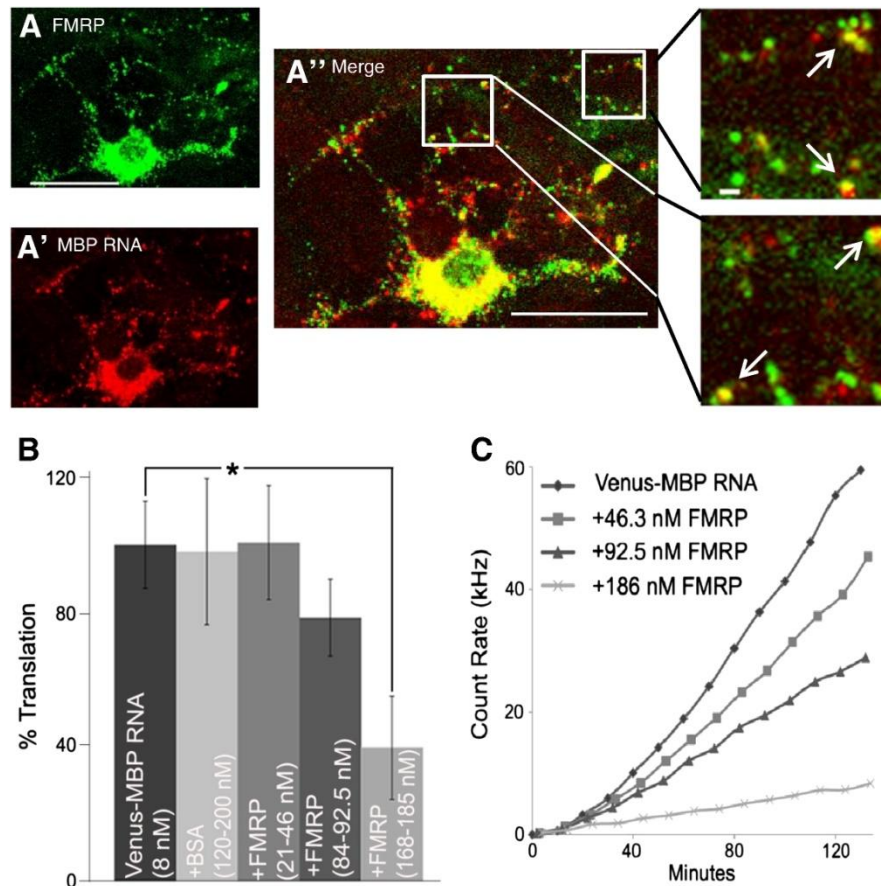 A FMRP
A' MBP RNA
A'' Merge
B
120
80
40
0
% Translation
*
Venus-MBP RNA
(8 nM)
+BSA
(120-200 nM)
+FMRP
(21-46 nM)
+FMRP
(84-92.5 nM)
+FMRP
(168-185 nM)
C
60
40
20
0
Count Rate (kHz)
Venus-MBP RNA
+46.3 nM FMRP
+92.5 nM FMRP
+186 nM FMRP
0 40 80 120
Minutes